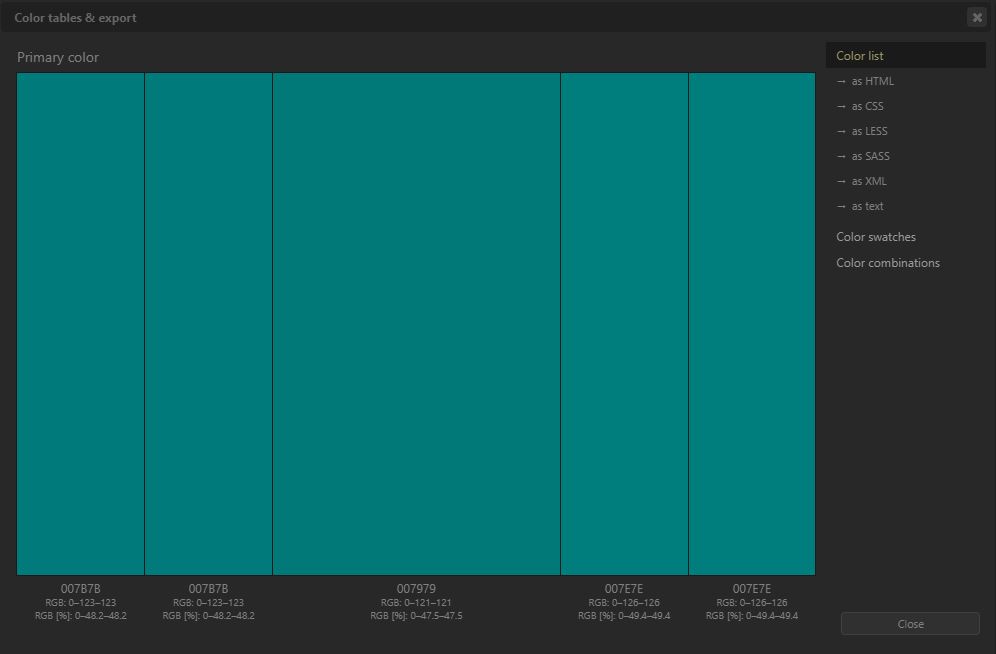 Color tables & export
Primary color
007B7B
RGB: 0–123–123
RGB [%]: 0–48.2–48.2
007B7B
RGB: 0–123–123
RGB [%]: 0–48.2–48.2
007979
RGB: 0–121–121
RGB [%]: 0–47.5–47.5
007E7E
RGB: 0–126–126
RGB [%]: 0–49.4–49.4
007E7E
RGB: 0–126–126
RGB [%]: 0–49.4–49.4
Color list
→ as HTML
→ as CSS
→ as LESS
→ as SASS
→ as XML
→ as text
Color swatches
Color combinations
Close